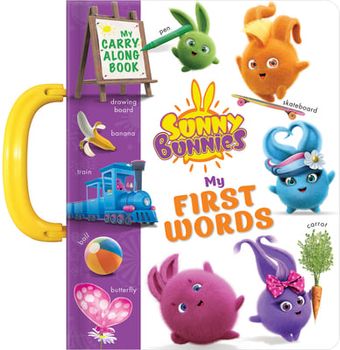 MY
CARRY
ALONG
BOOK
pen
drawing
board
skateboard
banana
SUNNY
BUNNIES
train
My
FIRST
WORDS
ball
carrot
butterfly